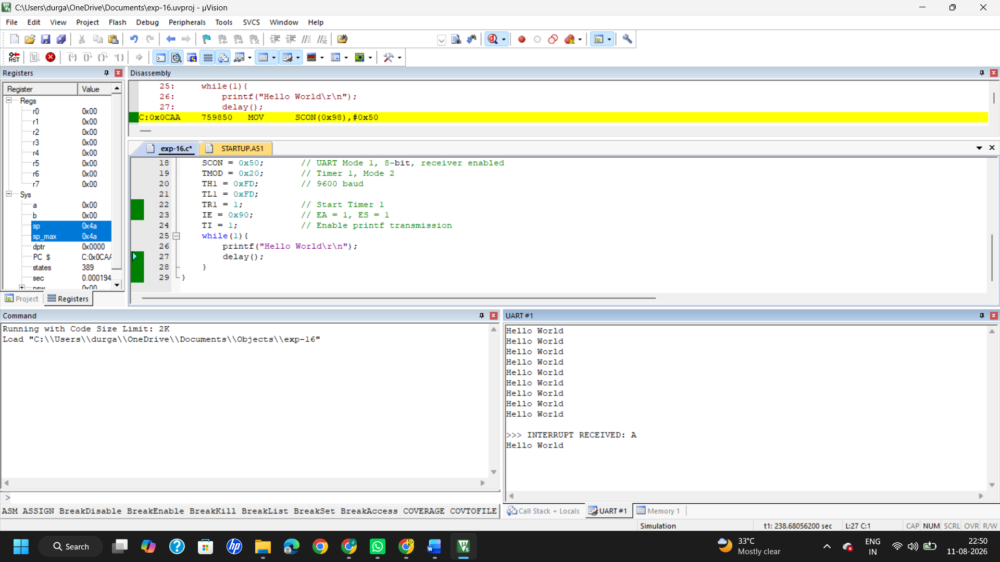 C:\Users\durga\OneDrive\Documents\exp-16.uvproj - µVision
File Edit View Project Flash Debug Peripherals Tools SVCS Window Help
Registers
Register Value
Regs
r0 0x00
r1 0x00
r2 0x00
r3 0x00
r4 0x00
r5 0x00
r6 0x00
r7 0x00
Sys
a 0x00
b 0x00
sp 0x4a
sp_max 0x4a
dptr 0x0000
PC $ C:0x0CAA
states 389
sec 0.000194
psw 0x00
Project Registers
Disassembly
25: while(1){
26: printf("Hello World\r\n");
27: delay();
C:0x0CAA 759850 MOV SCON(0x98),#0x50
exp-16.c* STARTUP.A51
18 SCON = 0x50; // UART Mode 1, 8-bit, receiver enabled
19 TMOD = 0x20; // Timer 1, Mode 2
20 TH1 = 0xFD; // 9600 baud
21 TL1 = 0xFD;
22 TR1 = 1; // Start Timer 1
23 IE = 0x90; // EA = 1, ES = 1
24 TI = 1; // Enable printf transmission
25 while(1){
26 printf("Hello World\r\n");
27 delay();
28 }
29 }
Command
Running with Code Size Limit: 2K
Load "C:\\Users\\durga\\OneDrive\\Documents\\Objects\\exp-16"
>
ASM ASSIGN BreakDisable BreakEnable BreakKill BreakList BreakSet BreakAccess COVERAGE COVTOFILE
UART #1
Hello World
Hello World
Hello World
Hello World
Hello World
Hello World
Hello World
Hello World
Hello World
>>> INTERRUPT RECEIVED: A
Hello World
Call Stack + Locals UART #1 Memory 1
Simulation t1: 238.68056200 sec L:27 C:1 CAP NUM SCRL OVR R/W
Search
33°C
Mostly clear
ENG
IN
22:50
11-08-2026